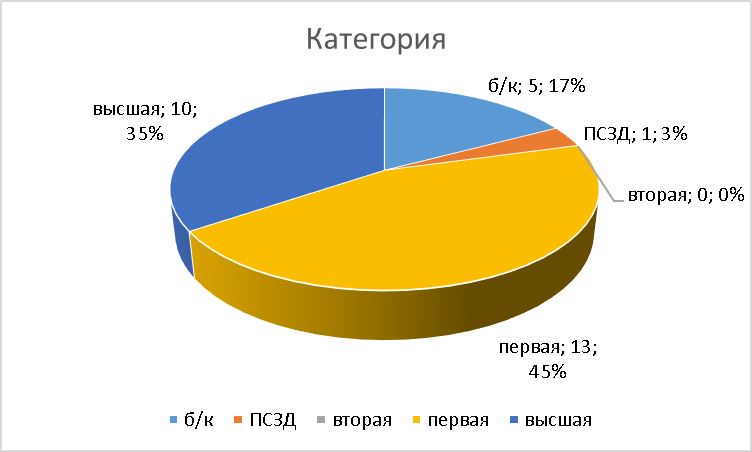 Категория
б/к; 5; 17%
высшая; 10;
35%
ПСЗД; 1; 3%
вторая; 0; 0%
первая; 13;
45%
б/к ПСЗД вторая первая высшая